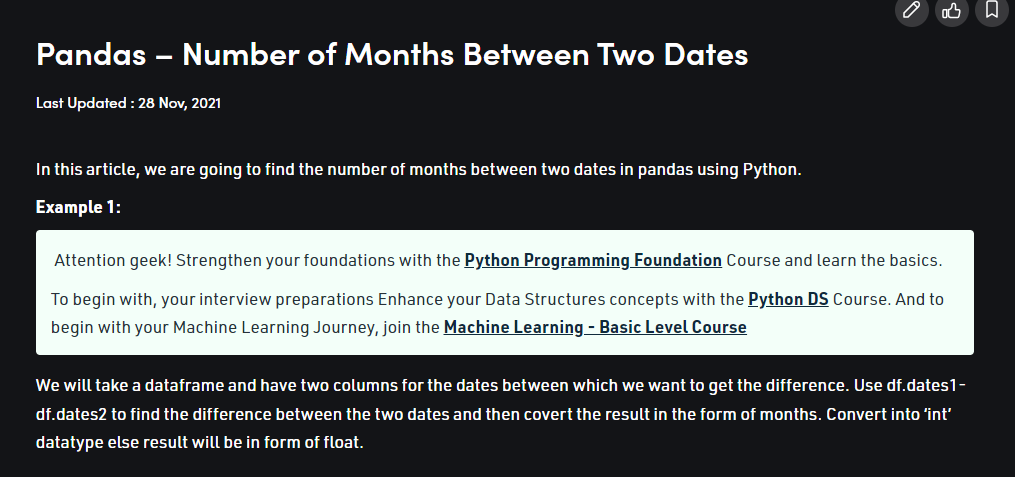 Pandas – Number of Months Between Two Dates
Last Updated : 28 Nov, 2021
In this article, we are going to find the number of months between two dates in pandas using Python.
Example 1:
Attention geek! Strengthen your foundations with the Python Programming Foundation Course and learn the basics.
To begin with, your interview preparations Enhance your Data Structures concepts with the Python DS Course. And to
begin with your Machine Learning Journey, join the Machine Learning - Basic Level Course
We will take a dataframe and have two columns for the dates between which we want to get the difference. Use df.dates1-
df.dates2 to find the difference between the two dates and then covert the result in the form of months. Convert into ‘int’
datatype else result will be in form of float.